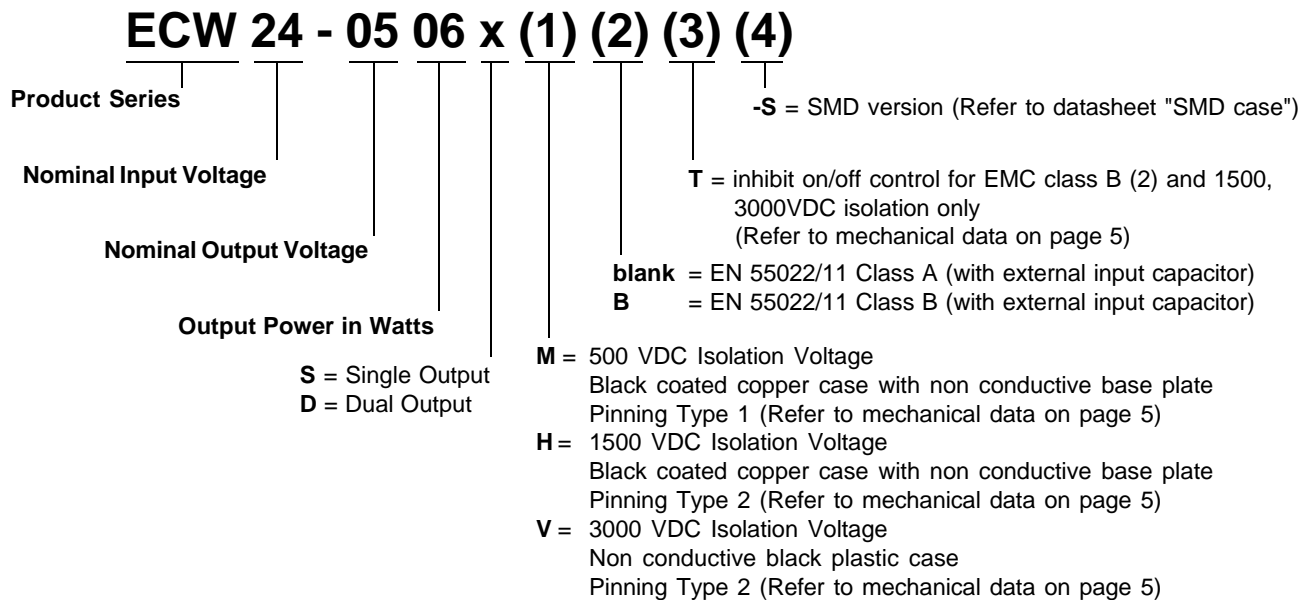 ECW 24 - 05 06 x (1) (2) (3) (4)
Product Series
-S = SMD version (Refer to datasheet "SMD case")
Nominal Input Voltage
T = inhibit on/off control for EMC class B (2) and 1500,
3000VDC isolation only
(Refer to mechanical data on page 5)
Nominal Output Voltage
blank = EN 55022/11 Class A (with external input capacitor)
B = EN 55022/11 Class B (with external input capacitor)
Output Power in Watts
S = Single Output
D = Dual Output
M = 500 VDC Isolation Voltage
Black coated copper case with non conductive base plate
Pinning Type 1 (Refer to mechanical data on page 5)
H = 1500 VDC Isolation Voltage
Black coated copper case with non conductive base plate
Pinning Type 2 (Refer to mechanical data on page 5)
V = 3000 VDC Isolation Voltage
Non conductive black plastic case
Pinning Type 2 (Refer to mechanical data on page 5)